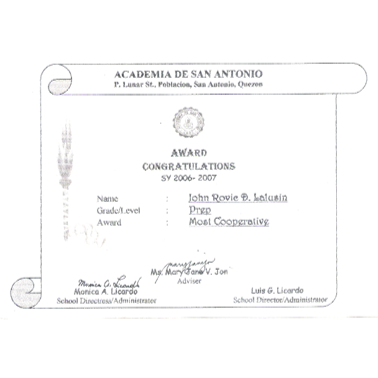 ACADEMIA DE SAN ANTONIO
P. Lunar St., Poblacion, San Antonio, Quezon
AWARD
CONGRATULATIONS
SY 2006- 2007
Name : John Rovie D. Lalusin
Grade/Level : Prep
Award : Most Cooperative
Ms. Mary Jane V. Jon
Adviser
Monica A. Licardo
School Directress/Administrator
Luis G. Licardo
School Director/Administrator